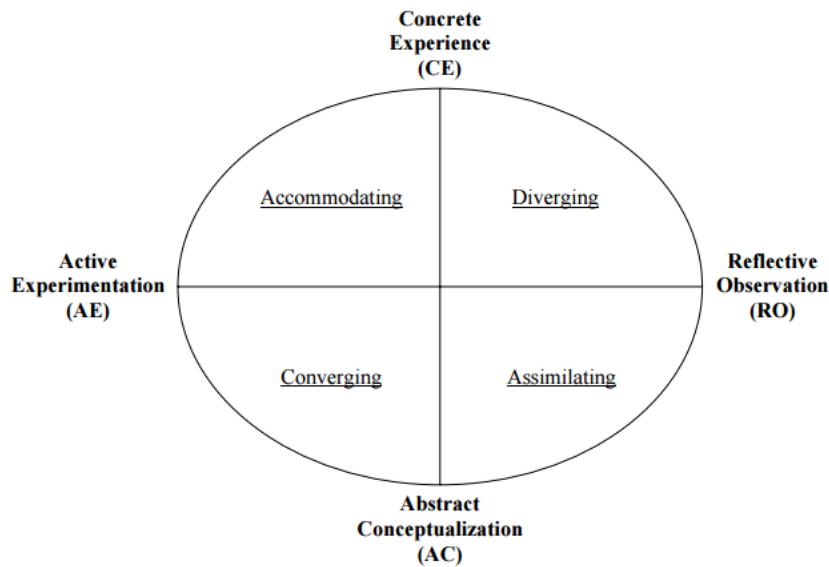 Concrete
Experience
(CE)
Accommodating
Diverging
Active
Experimentation
(AE)
Reflective
Observation
(RO)
Converging
Assimilating
Abstract
Conceptualization
(AC)